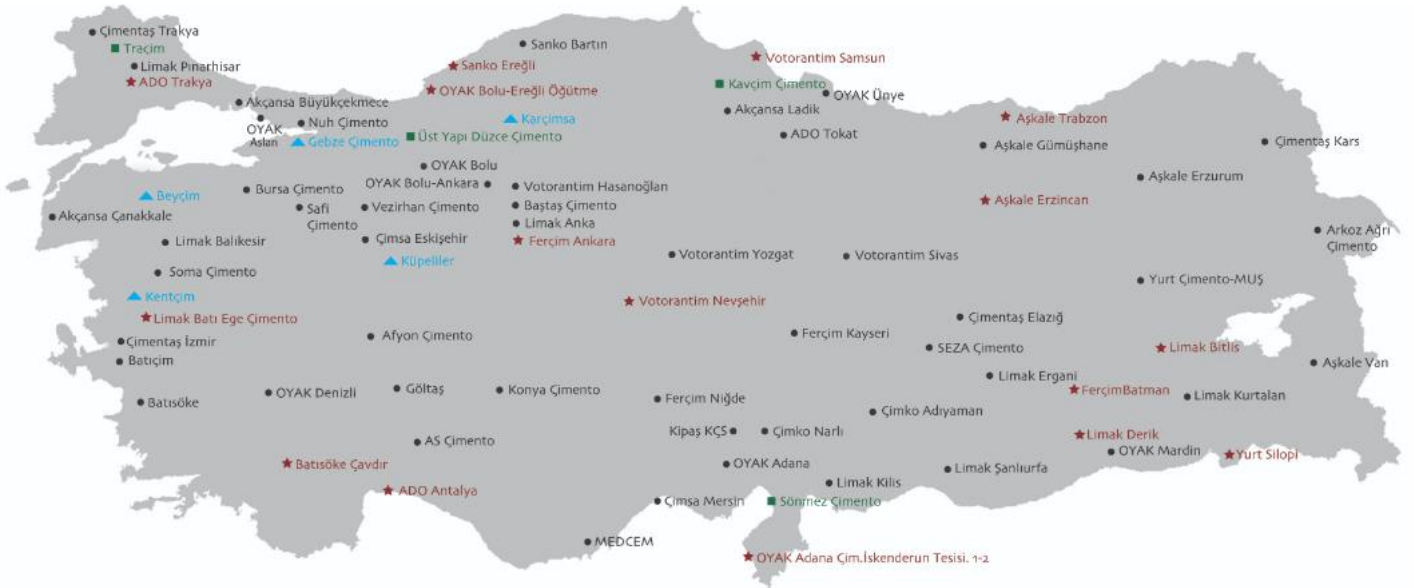 Çimentaş Trakya
Traçim
Limak Pınarhisar
ADO Trakya
Sanko Bartın
Sanko Ereğli
OYAK Bolu-Ereğli Öğütme
Votorantim Samsun
Kavçim Çimento
OYAK Ünye
Akçansa Büyükçekmece
OYAK
Aslan
Nuh Çimento
Gebze Çimento
Karçimsa
Üst Yapı Düzce Çimento
Akçansa Ladik
ADO Tokat
Aşkale Trabzon
Aşkale Gümüşhane
Çimentaş Kars
OYAK Bolu
OYAK Bolu-Ankara
Votorantim Hasanoğlan
Aşkale Erzurum
Beyçim
Bursa Çimento
Safi
Çimento
Vezirhan Çimento
Baştaş Çimento
Limak Anka
Aşkale Erzincan
Akçansa Çanakkale
Limak Balıkesir
Çimsa Eskişehir
Ferçim Ankara
Arkoz Ağrı
Çimento
Soma Çimento
Küpeliler
Votorantim Yozgat
Votorantim Sivas
Yurt Çimento-MUŞ
Kentçim
Limak Batı Ege Çimento
Votorantim Nevşehir
Çimentaş Elazığ
Çimentaş İzmir
Afyon Çimento
Ferçim Kayseri
SEZA Çimento
Limak Bitlis
Batıçim
Aşkale Van
Limak Ergani
Batısöke
OYAK Denizli
Göltaş
Konya Çimento
Ferçim Niğde
FerçimBatman
Limak Kurtalan
Çimko Adıyaman
AS Çimento
Kipaş KÇS
Çimko Narlı
Limak Derik
OYAK Mardin
Yurt Silopi
Batısöke Çavdır
OYAK Adana
Limak Şanlıurfa
ADO Antalya
Limak Kilis
Çimsa Mersin
Sönmez Çimento
MEDCEM
OYAK Adana Çim.İskenderun Tesisi. 1-2